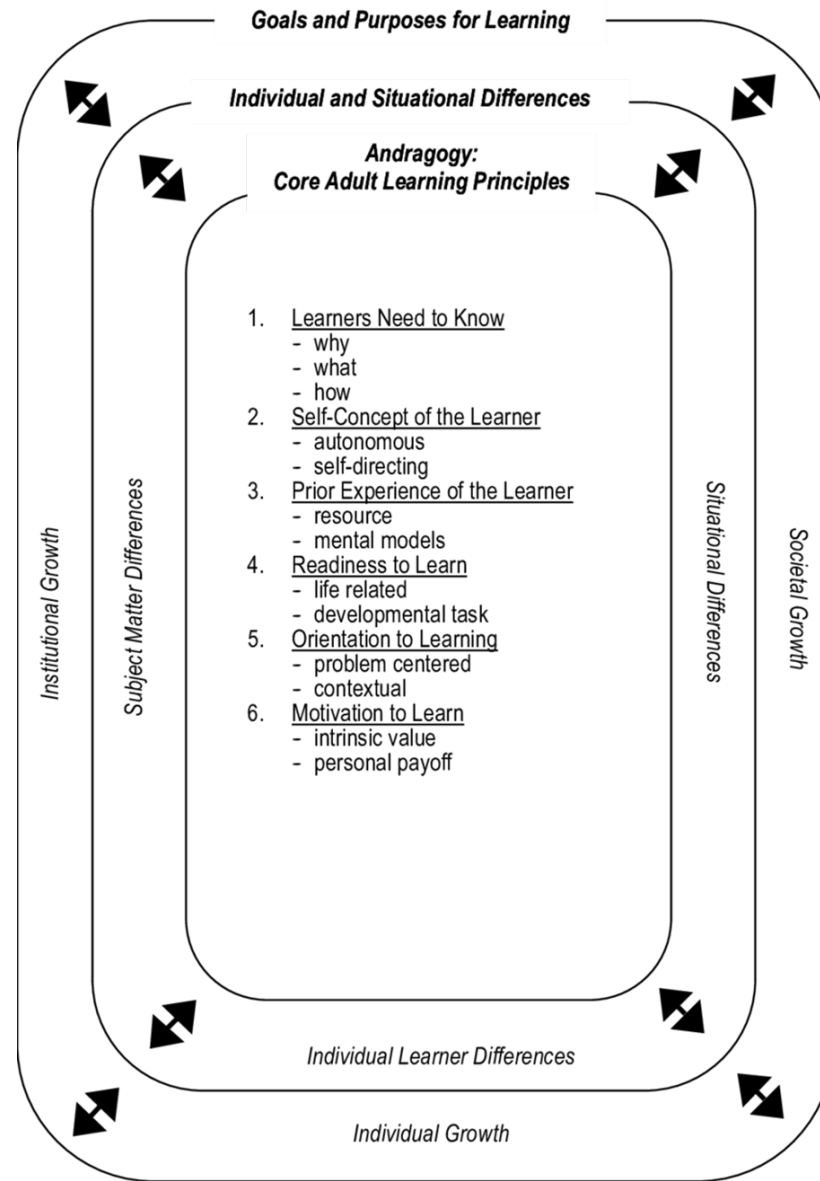 Goals and Purposes for Learning
Individual and Situational Differences
Andragogy:
Core Adult Learning Principles
1. Learners Need to Know
- why
- what
- how
2. Self-Concept of the Learner
- autonomous
- self-directing
3. Prior Experience of the Learner
- resource
- mental models
4. Readiness to Learn
- life related
- developmental task
5. Orientation to Learning
- problem centered
- contextual
6. Motivation to Learn
- intrinsic value
- personal payoff
Institutional Growth
Subject Matter Differences
Situational Differences
Societal Growth
Individual Learner Differences
Individual Growth